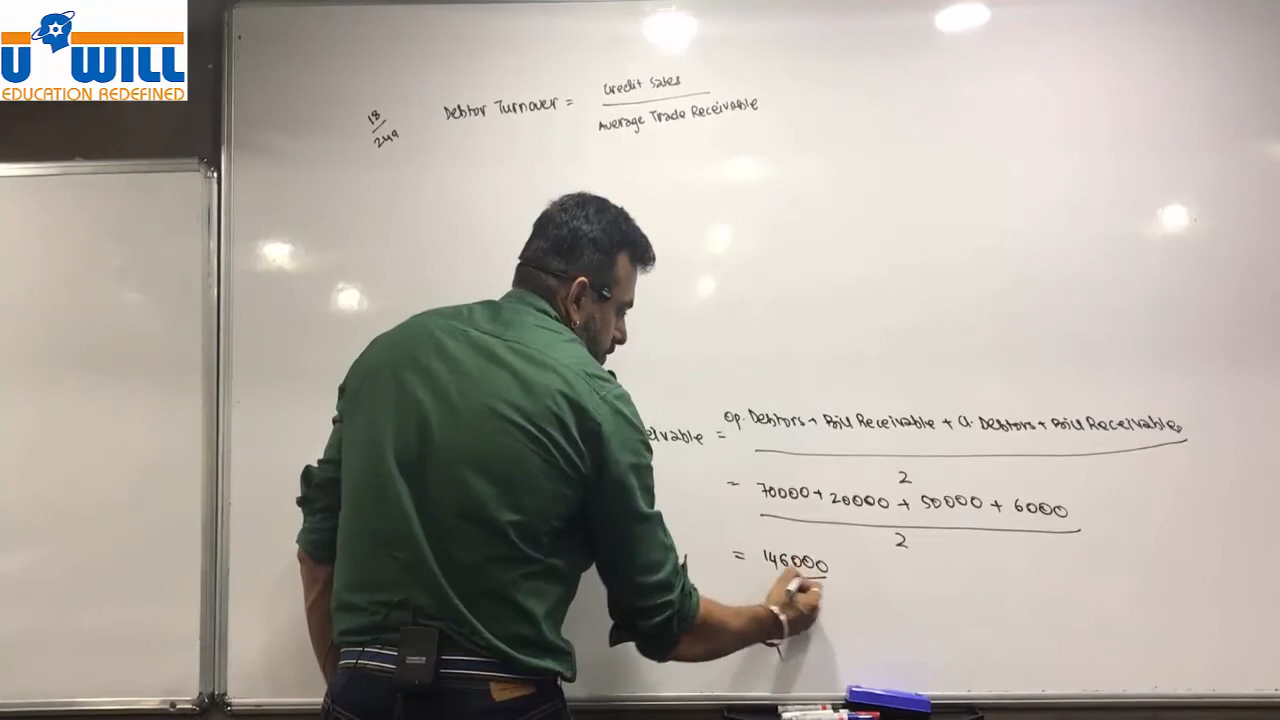 U WILL
EDUCATION REDEFINED
18
249
Debtor Turnover = Credit Sales
Average Trade Receivable
eivable = Op. Debtors + Bill Receivable + Cl. Debtors + Bill Receivable
2
= 70000 + 20000 + 50000 + 6000
2
= 146000